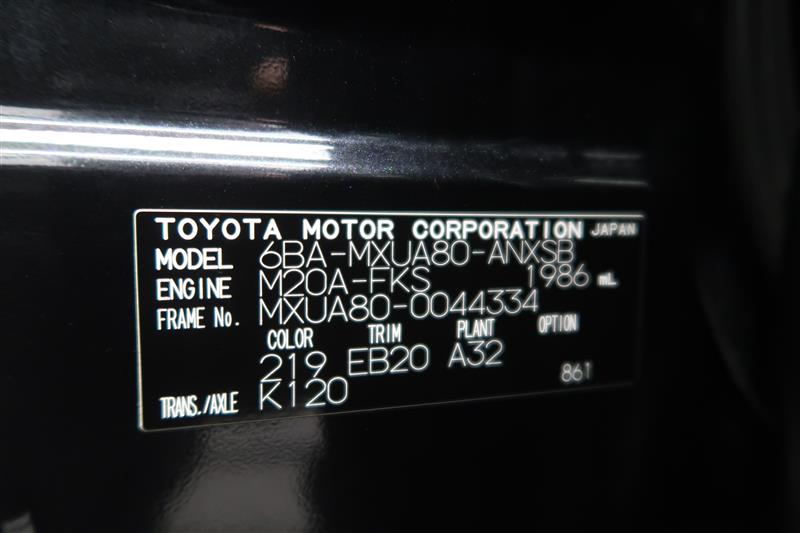 TOYOTA MOTOR CORPORATION JAPAN
MODEL 6BA-MXUA80-ANXSB
ENGINE M20A-FKS 1986 mL
FRAME No. MXUA80-0044334
COLOR TRIM PLANT OPTION
219 EB20 A32
TRANS./AXLE K120 861